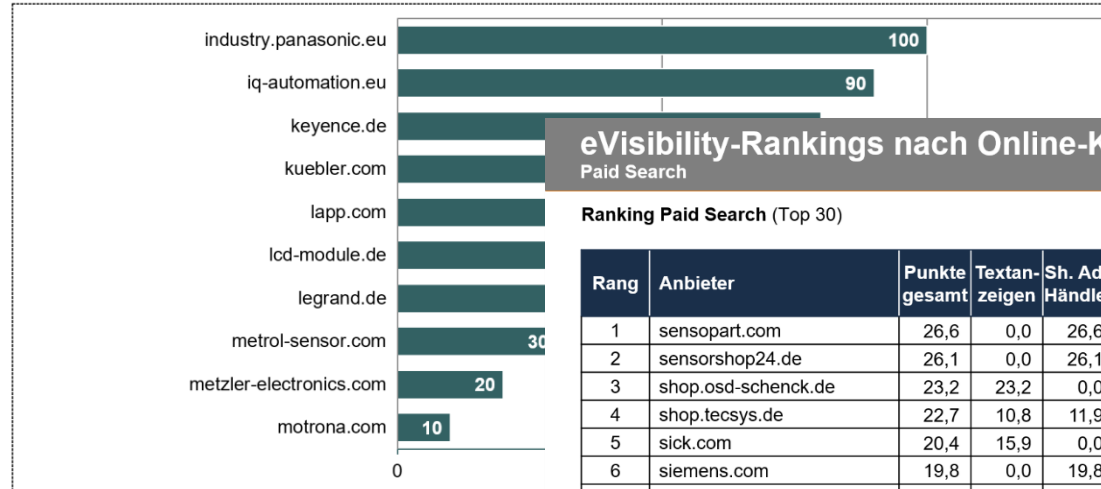 industry.panasonic.eu 100
iq-automation.eu 90
keyence.de
kuebler.com
lapp.com
lcd-module.de
legrand.de
metrol-sensor.com 30
metzler-electronics.com 20
motrona.com 10
0
eVisibility-Rankings nach Online-K
Paid Search
Ranking Paid Search (Top 30)
Rang Anbieter Punkte gesamt Textan-zeigen Sh. Ad Händle
1 sensopart.com 26,6 0,0 26,6
2 sensorshop24.de 26,1 0,0 26,1
3 shop.osd-schenck.de 23,2 23,2 0,0
4 shop.tecsys.de 22,7 10,8 11,9
5 sick.com 20,4 15,9 0,0
6 siemens.com 19,8 0,0 19,8